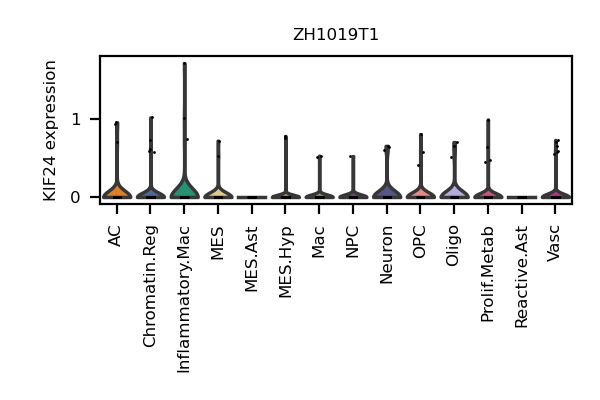 ZH1019T1
KIF24 expression
1
0
AC
Chromatin.Reg
Inflammatory.Mac
MES
MES.Ast
MES.Hyp
Mac
NPC
Neuron
OPC
Oligo
Prolif.Metab
Reactive.Ast
Vasc